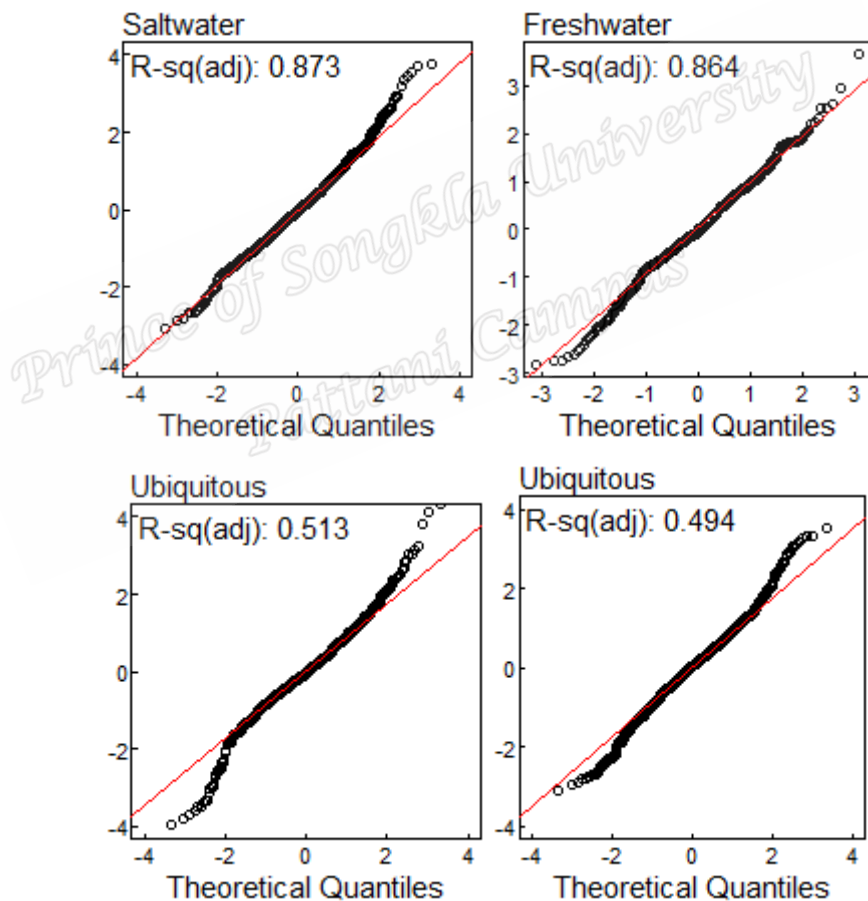 Saltwater
R-sq(adj): 0.873
4
2
0
-2
-4
-4 -2 0 2 4
Theoretical Quantiles
Freshwater
R-sq(adj): 0.864
3
2
1
0
-1
-2
-3
-3 -2 -1 0 1 2 3
Theoretical Quantiles
Prince of Songkla University
Pattani Campus
Ubiquitous
R-sq(adj): 0.513
4
2
0
-2
-4
-4 -2 0 2 4
Theoretical Quantiles
Ubiquitous
R-sq(adj): 0.494
4
2
0
-2
-4
-4 -2 0 2 4
Theoretical Quantiles